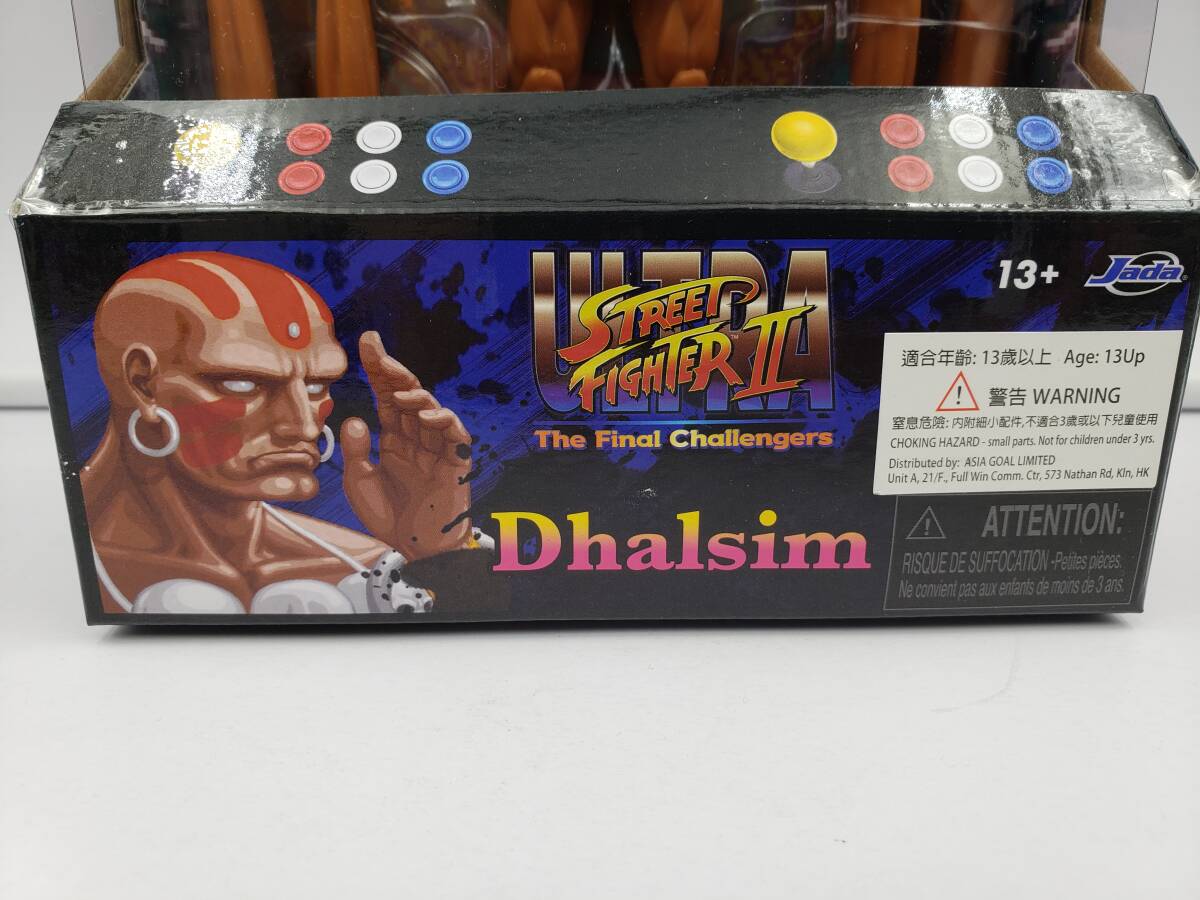 ULTRA
STREET
FIGHTER II™
The Final Challengers
Dhalsim
13+
Jada®
適合年齡: 13歲以上 Age: 13Up
警告 WARNING
窒息危險: 内附細小配件, 不適合3歲或以下兒童使用
CHOKING HAZARD - small parts. Not for children under 3 yrs.
Distributed by: ASIA GOAL LIMITED
Unit A, 21/F., Full Win Comm. Ctr, 573 Nathan Rd, Kln, HK
ATTENTION:
RISQUE DE SUFFOCATION -Petites pièces.
Ne convient pas aux enfants de moins de 3 ans.